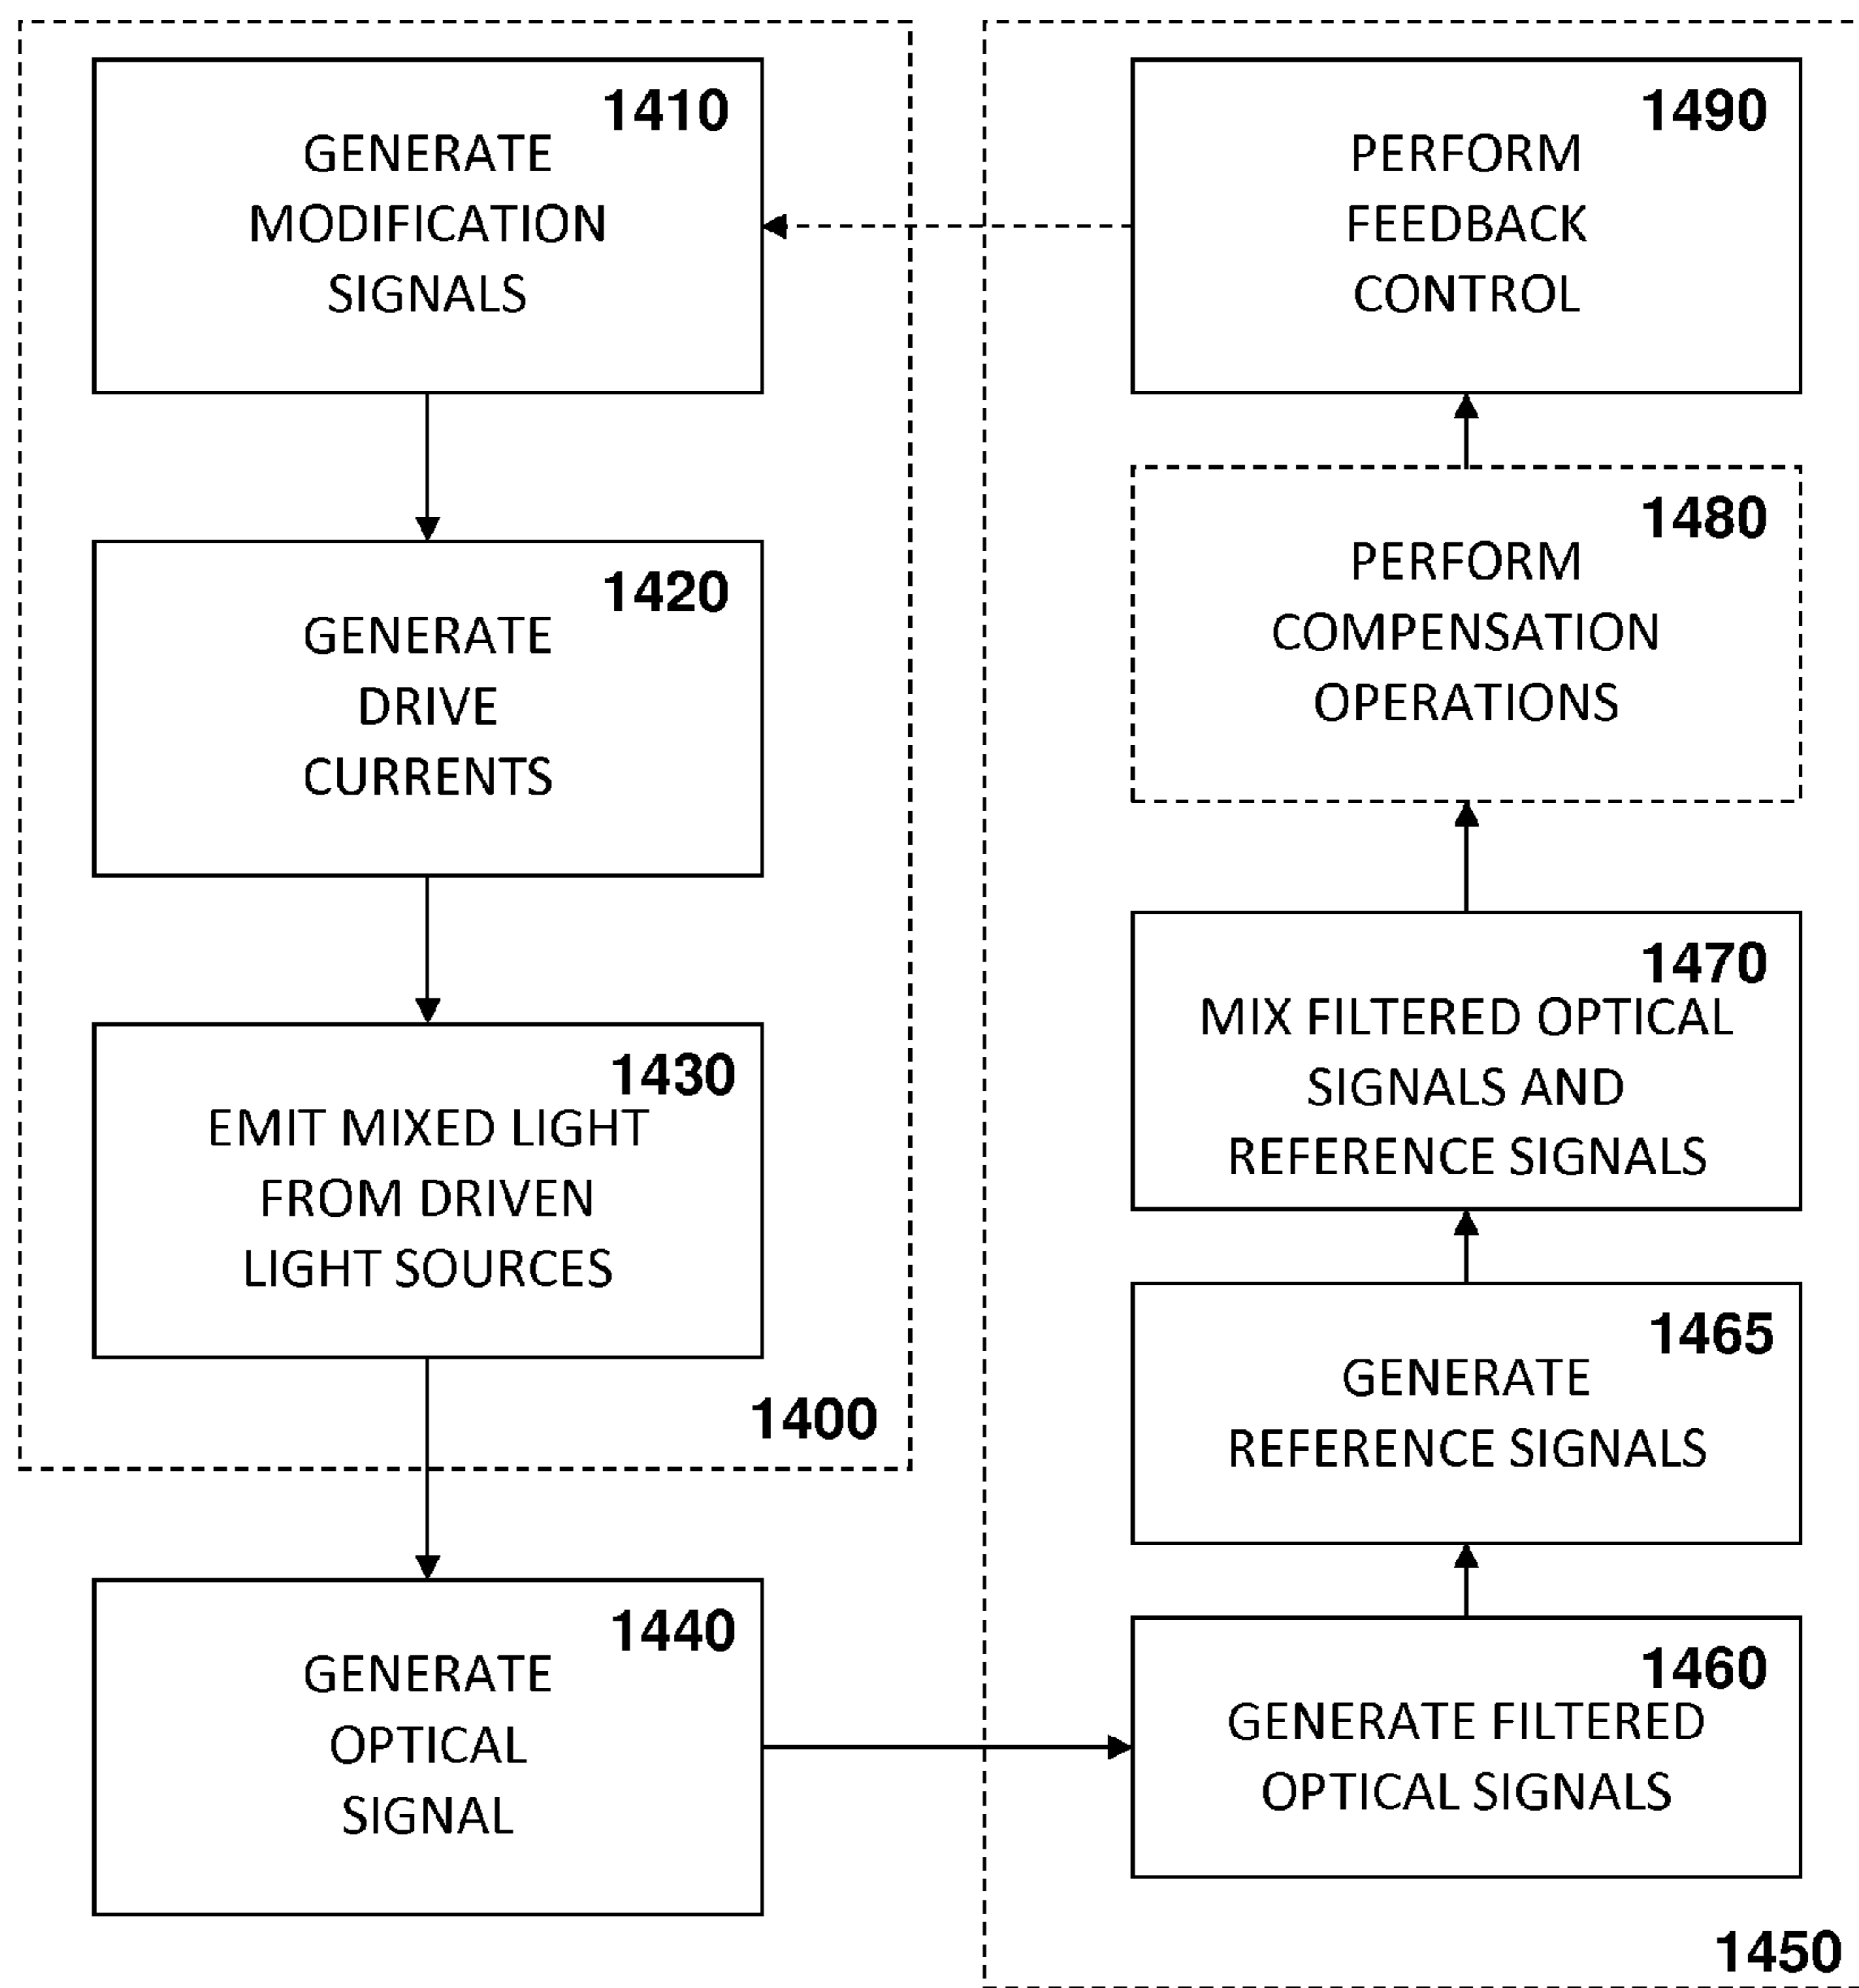 1410
GENERATE
MODIFICATION
SIGNALS
1420
GENERATE
DRIVE
CURRENTS
1430
EMIT MIXED LIGHT
FROM DRIVEN
LIGHT SOURCES
1400
1440
GENERATE
OPTICAL
SIGNAL
1490
PERFORM
FEEDBACK
CONTROL
1480
PERFORM
COMPENSATION
OPERATIONS
1470
MIX FILTERED OPTICAL
SIGNALS AND
REFERENCE SIGNALS
1465
GENERATE
REFERENCE SIGNALS
1460
GENERATE FILTERED
OPTICAL SIGNALS
1450